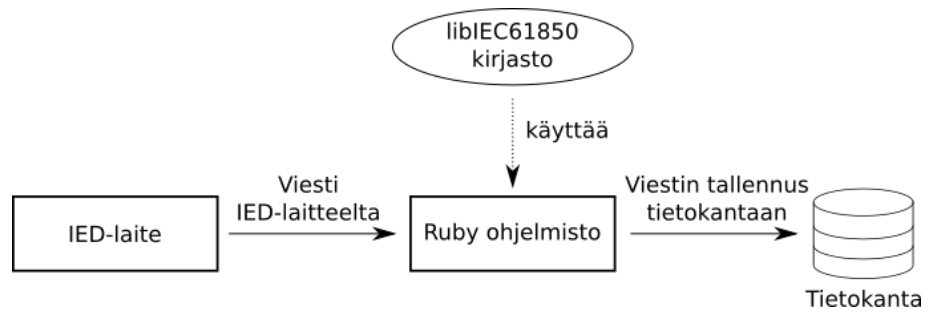 libIEC61850
kirjasto
käyttää
Viesti
IED-laitteelta
Viestin tallennus
tietokantaan
IED-laite
Ruby ohjelmisto
Tietokanta